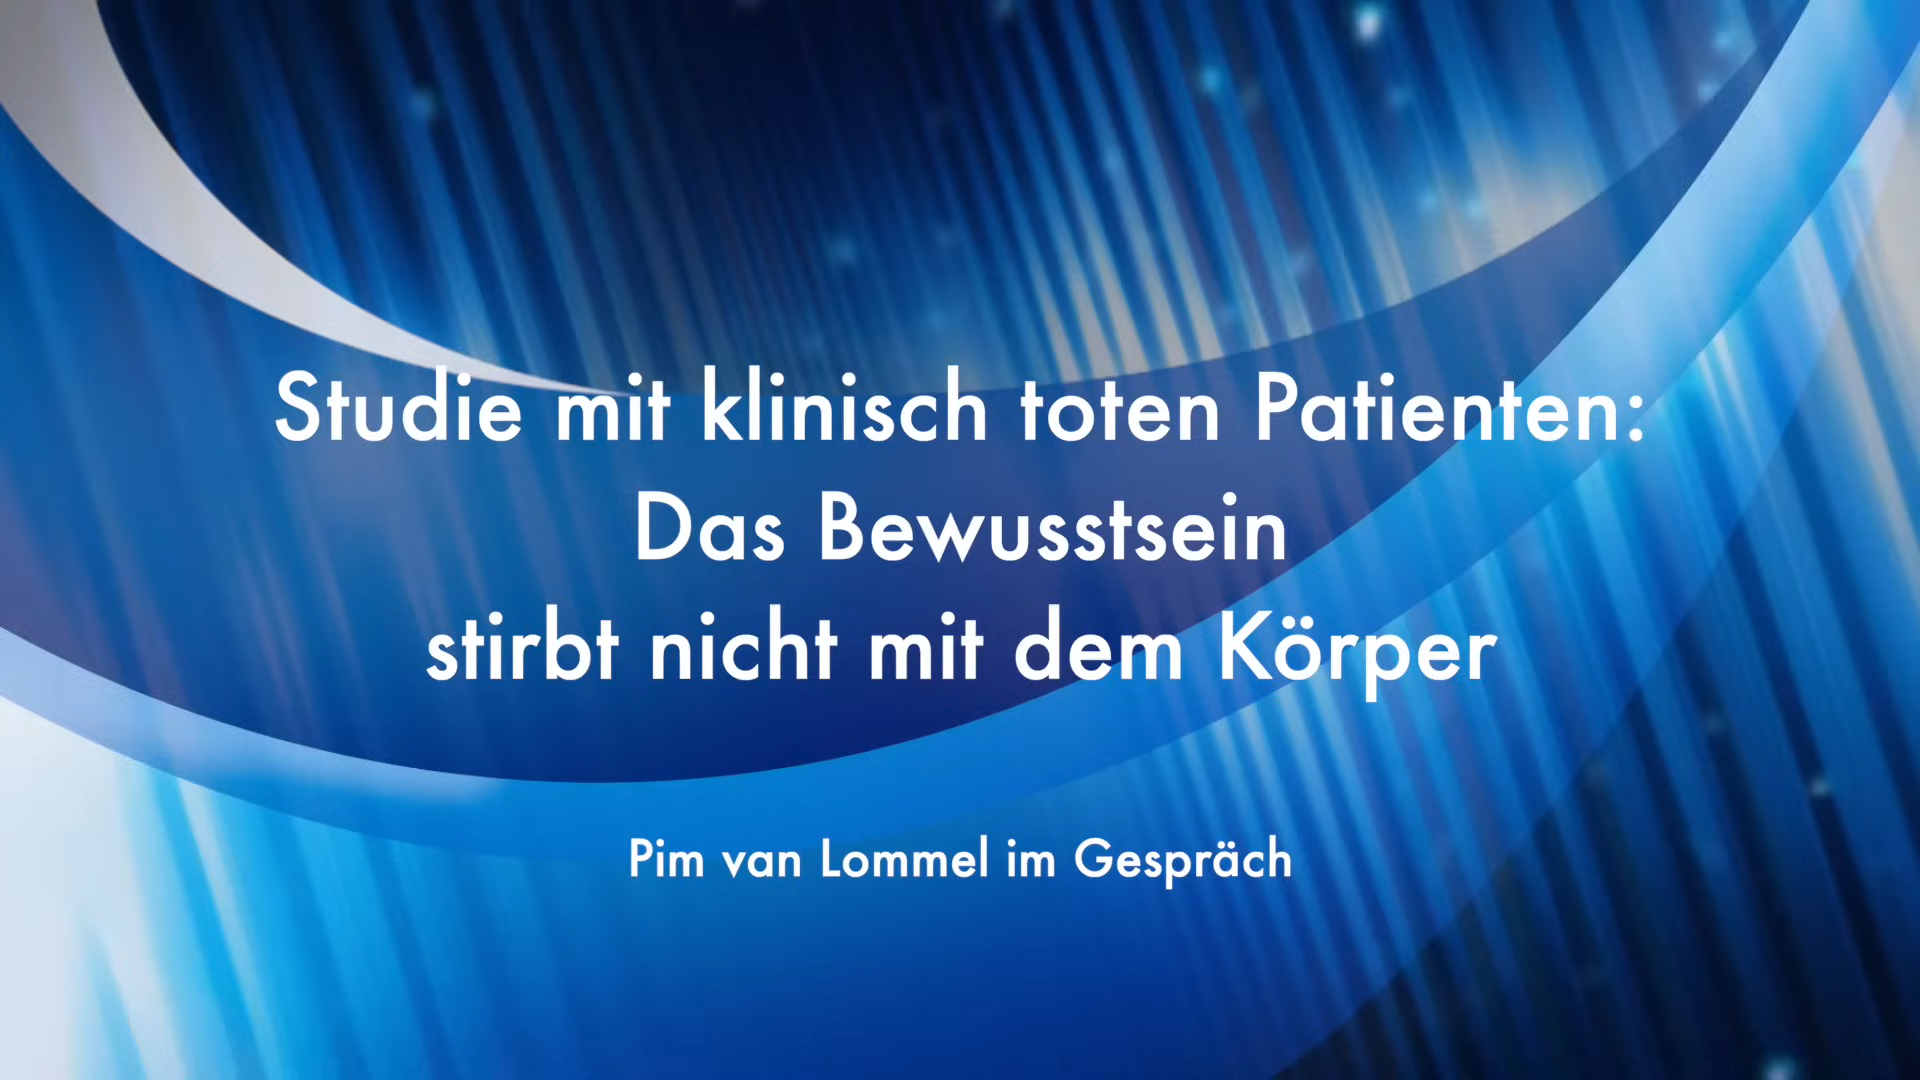 Studie mit klinisch toten Patienten:
Das Bewusstsein
stirbt nicht mit dem Körper
Pim van Lommel im Gespräch